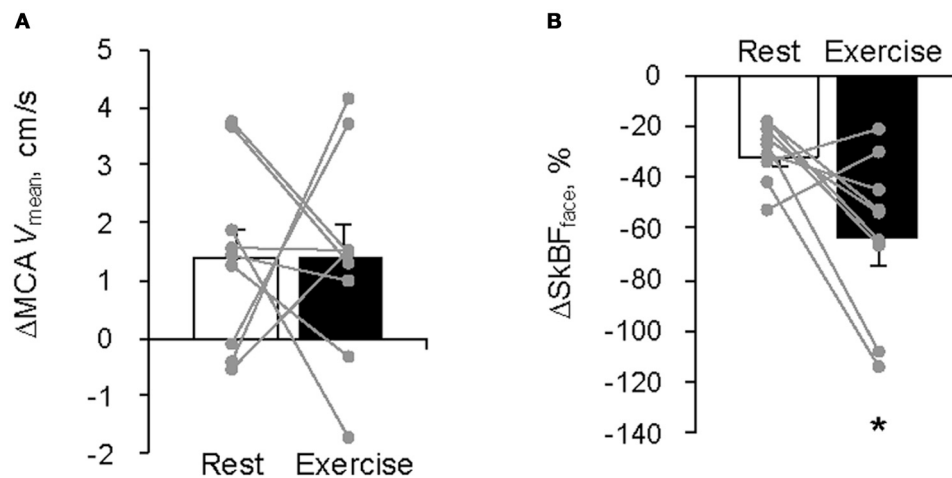 A
ΔMCA Vmean, cm/s
5
4
3
2
1
0
-1
-2
Rest Exercise
B
ΔSkBFface, %
Rest Exercise
0
-20
-40
-60
-80
-100
-120
-140
*